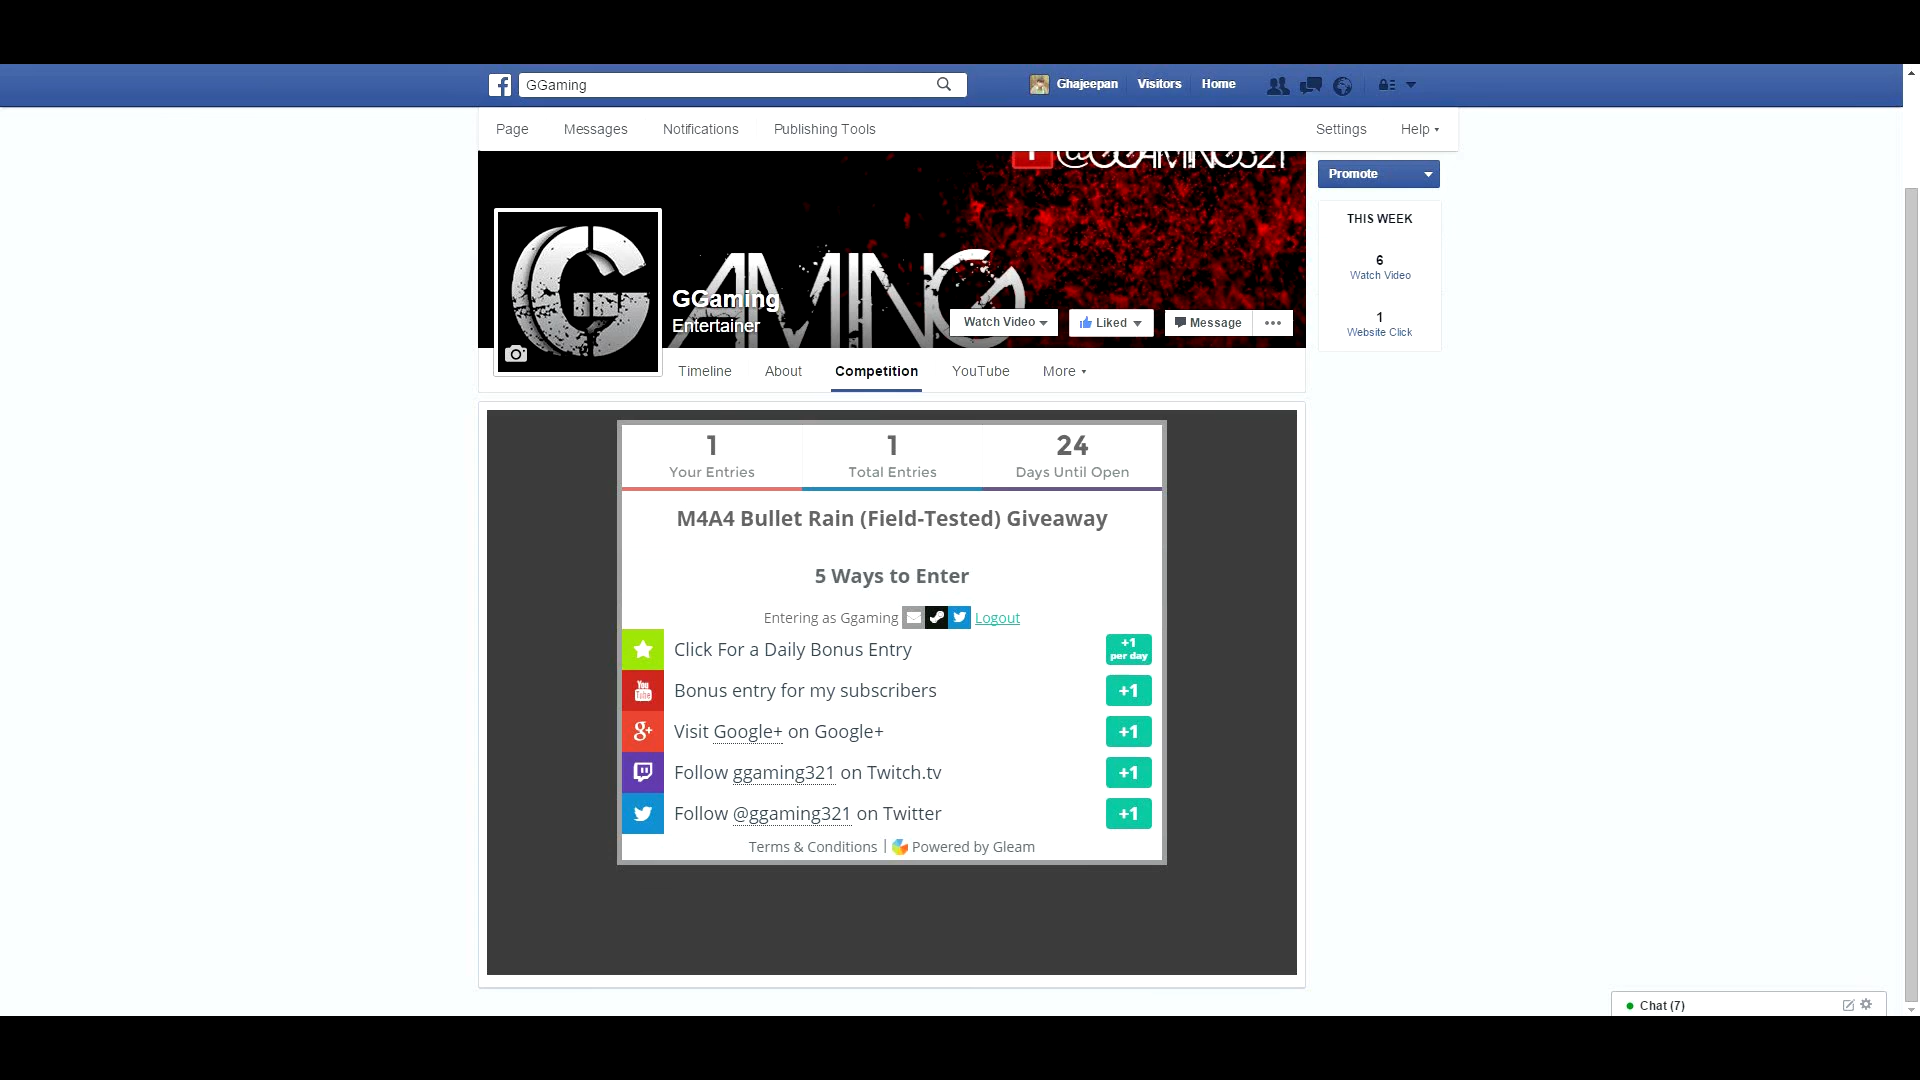 GGaming
Ghajeepan Visitors Home
Page Messages Notifications Publishing Tools Settings Help
@GGAMING321
Promote
THIS WEEK
6
Watch Video
1
Website Click
G AMING
GGaming
Entertainer
Watch Video Liked Message
Timeline About Competition YouTube More
1 1 24
Your Entries Total Entries Days Until Open
M4A4 Bullet Rain (Field-Tested) Giveaway
5 Ways to Enter
Entering as Ggaming Logout
Click For a Daily Bonus Entry +1 per day
You Tube Bonus entry for my subscribers +1
g+ Visit Google+ on Google+ +1
Follow ggaming321 on Twitch.tv +1
Follow @ggaming321 on Twitter +1
Terms & Conditions | Powered by Gleam
Chat (7)